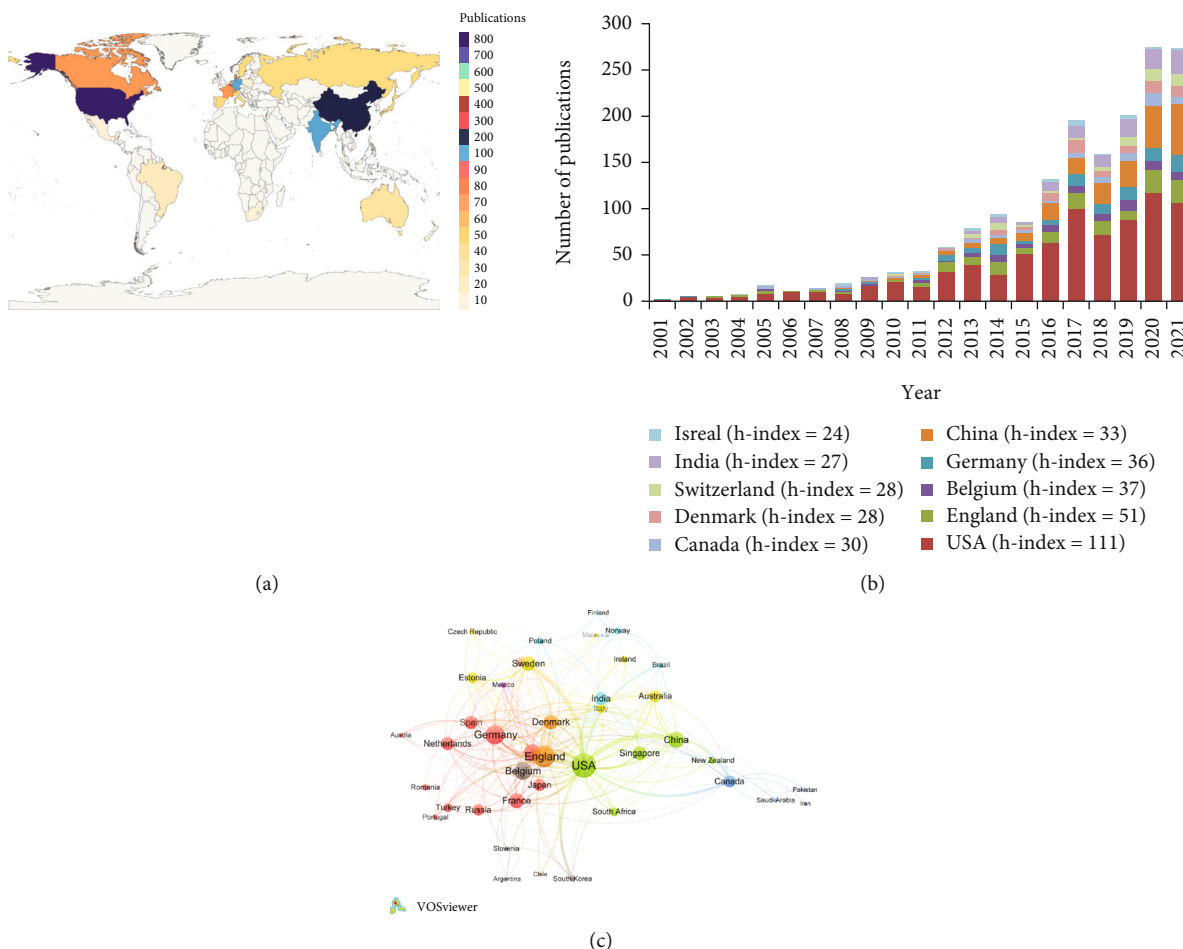 Publications
800
700
600
500
400
300
200
100
90
80
70
60
50
40
30
20
10
(a)
Number of publications
300
250
200
150
100
50
0
2001
2002
2003
2004
2005
2006
2007
2008
2009
2010
2011
2012
2013
2014
2015
2016
2017
2018
2019
2020
2021
Year
Isreal (h-index = 24)
India (h-index = 27)
Switzerland (h-index = 28)
Denmark (h-index = 28)
Canada (h-index = 30)
China (h-index = 33)
Germany (h-index = 36)
Belgium (h-index = 37)
England (h-index = 51)
USA (h-index = 111)
(b)
Finland
Czech Republic
Poland
Malaysia
Norway
Sweden
Ireland
Brazil
Estonia
Mexico
India
Australia
Italy
Spain
Denmark
Austria
Netherlands
Germany
China
England
Singapore
New Zealand
USA
Belgium
Canada
Romania
Japan
Pakistan
France
Saudi Arabia
Iran
Turkey
Russia
South Africa
Portugal
Slovenia
Argentina
Chile
South Korea
VOSviewer
(c)